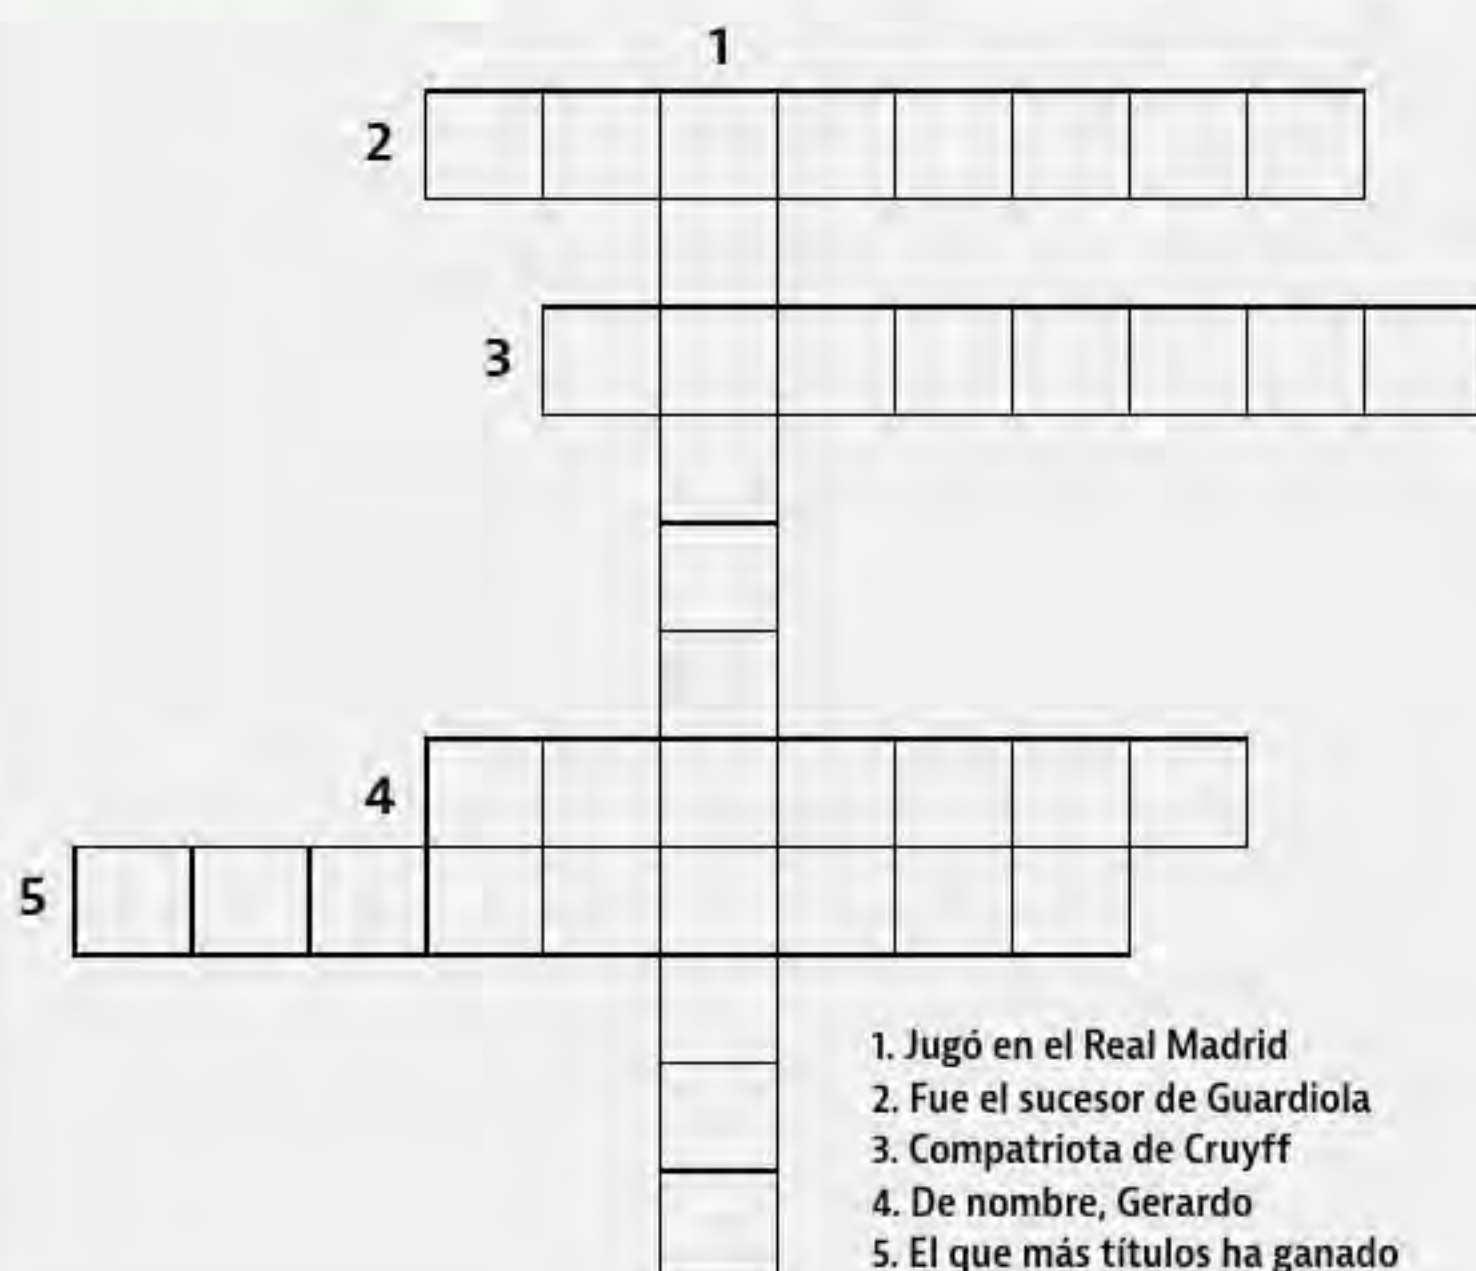 1
2
3
4
5
1. Jugó en el Real Madrid
2. Fue el sucesor de Guardiola
3. Compatriota de Cruyff
4. De nombre, Gerardo
5. El que más títulos ha ganado